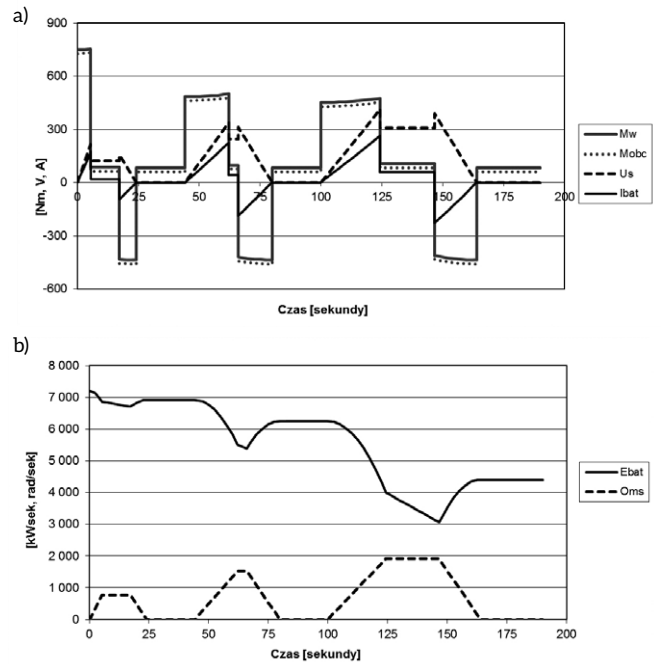 a)
900
600
300
0
-300
-600
0
25
50
75
100
125
150
175
200
[Nm, V, A]
Czas [sekundy]
Mw
Mobc
Us
Ibat
b)
8 000
7 000
6 000
5 000
4 000
3 000
2 000
1 000
0
0
25
50
75
100
125
150
175
200
[kWsek, rad/sek]
Czas [sekundy]
Ebat
Oms